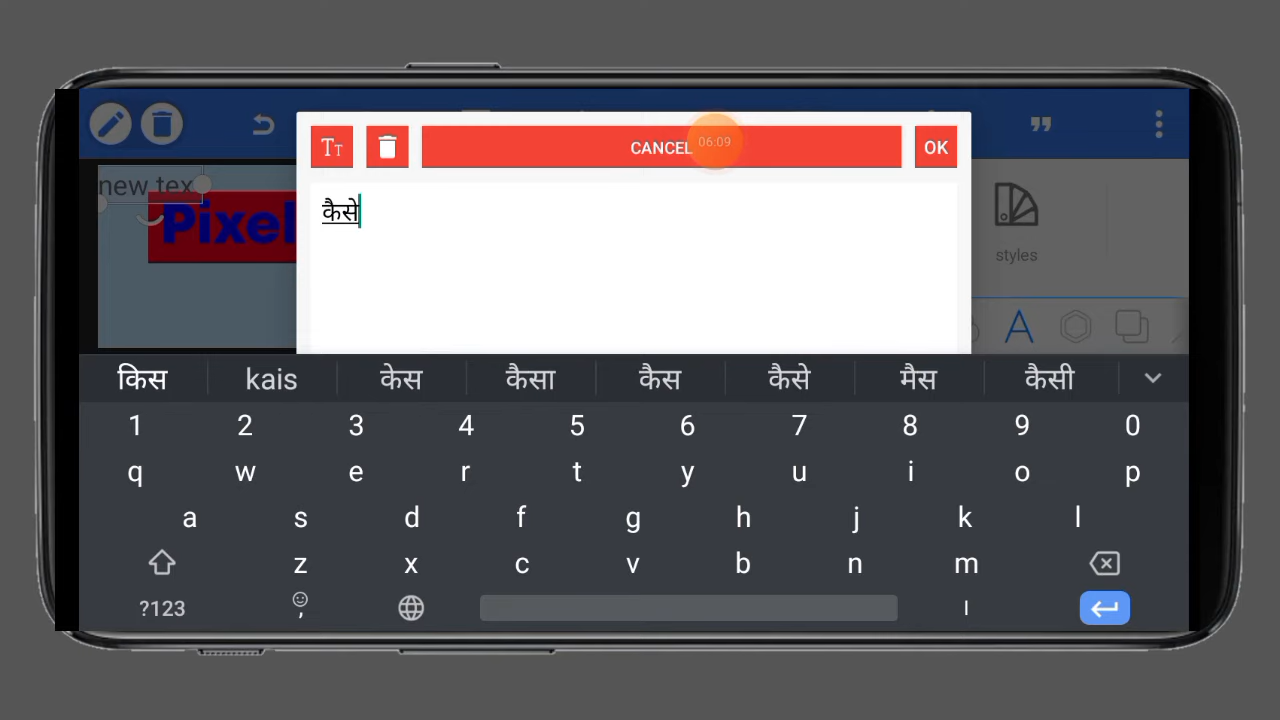 CANCEL
06:09
OK
new tex
Pixel
कैसे
styles
किस kais केस कैसा कैस कैसे मैस कैसी
1 2 3 4 5 6 7 8 9 0
q w e r t y u i o p
a s d f g h j k l
z x c v b n m
?123 , ।